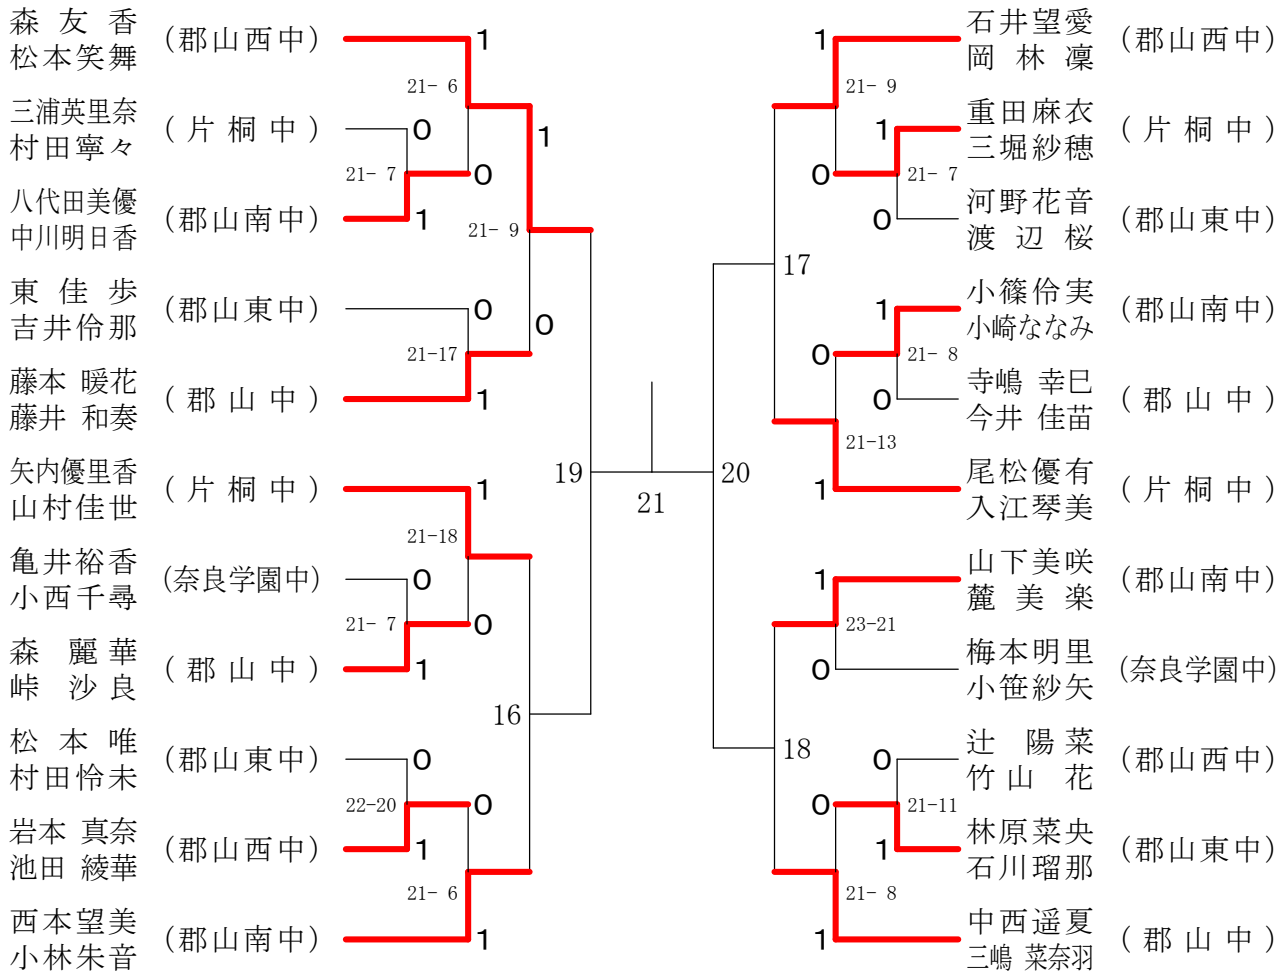 森 友 香
松本笑舞
(郡山西中)
1
21- 6
三浦英里奈
村田寧々
(片桐中)
0
21- 7
0
八代田美優
中川明日香
(郡山南中)
1
1
21- 9
東 佳 歩
吉井伶那
(郡山東中)
0
0
21-17
藤本 暖花
藤井 和奏
(郡山中)
1
矢内優里香
山村佳世
(片桐中)
1
19
21-18
亀井裕香
小西千尋
(奈良学園中)
0
21- 7
0
森 麗華
峠 沙良
(郡山中)
1
16
松 本 唯
村田怜未
(郡山東中)
0
22-20
0
岩本 真奈
池田 綾華
(郡山西中)
1
21- 6
西本望美
小林朱音
(郡山南中)
1
21
1
石井望愛
岡 林 凜
(郡山西中)
21- 9
1
重田麻衣
三堀紗穂
(片桐中)
0
21- 7
0
河野花音
渡 辺 桜
(郡山東中)
17
1
小篠伶実
小崎ななみ
(郡山南中)
0
21- 8
0
寺嶋 幸巳
今井 佳苗
(郡山中)
21-13
1
尾松優有
入江琴美
(片桐中)
20
1
山下美咲
麓 美 楽
(郡山南中)
23-21
0
梅本明里
小笹紗矢
(奈良学園中)
18
0
辻 陽菜
竹山 花
(郡山西中)
0
21-11
1
林原菜央
石川瑠那
(郡山東中)
21- 8
1
中西遥夏
三嶋 菜奈羽
(郡山中)